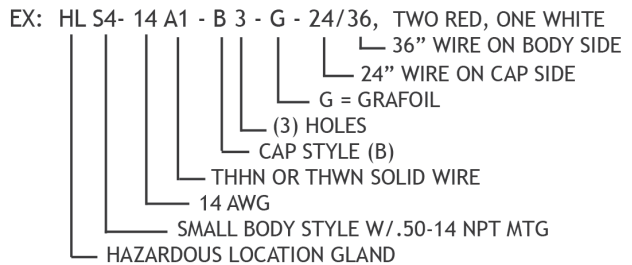 EX: HL S4- 14 A1 - B 3 - G - 24/36, TWO RED, ONE WHITE
36” WIRE ON BODY SIDE
24” WIRE ON CAP SIDE
G = GRAFOIL
(3) HOLES
CAP STYLE (B)
THHN OR THWN SOLID WIRE
14 AWG
SMALL BODY STYLE W/.50-14 NPT MTG
HAZARDOUS LOCATION GLAND